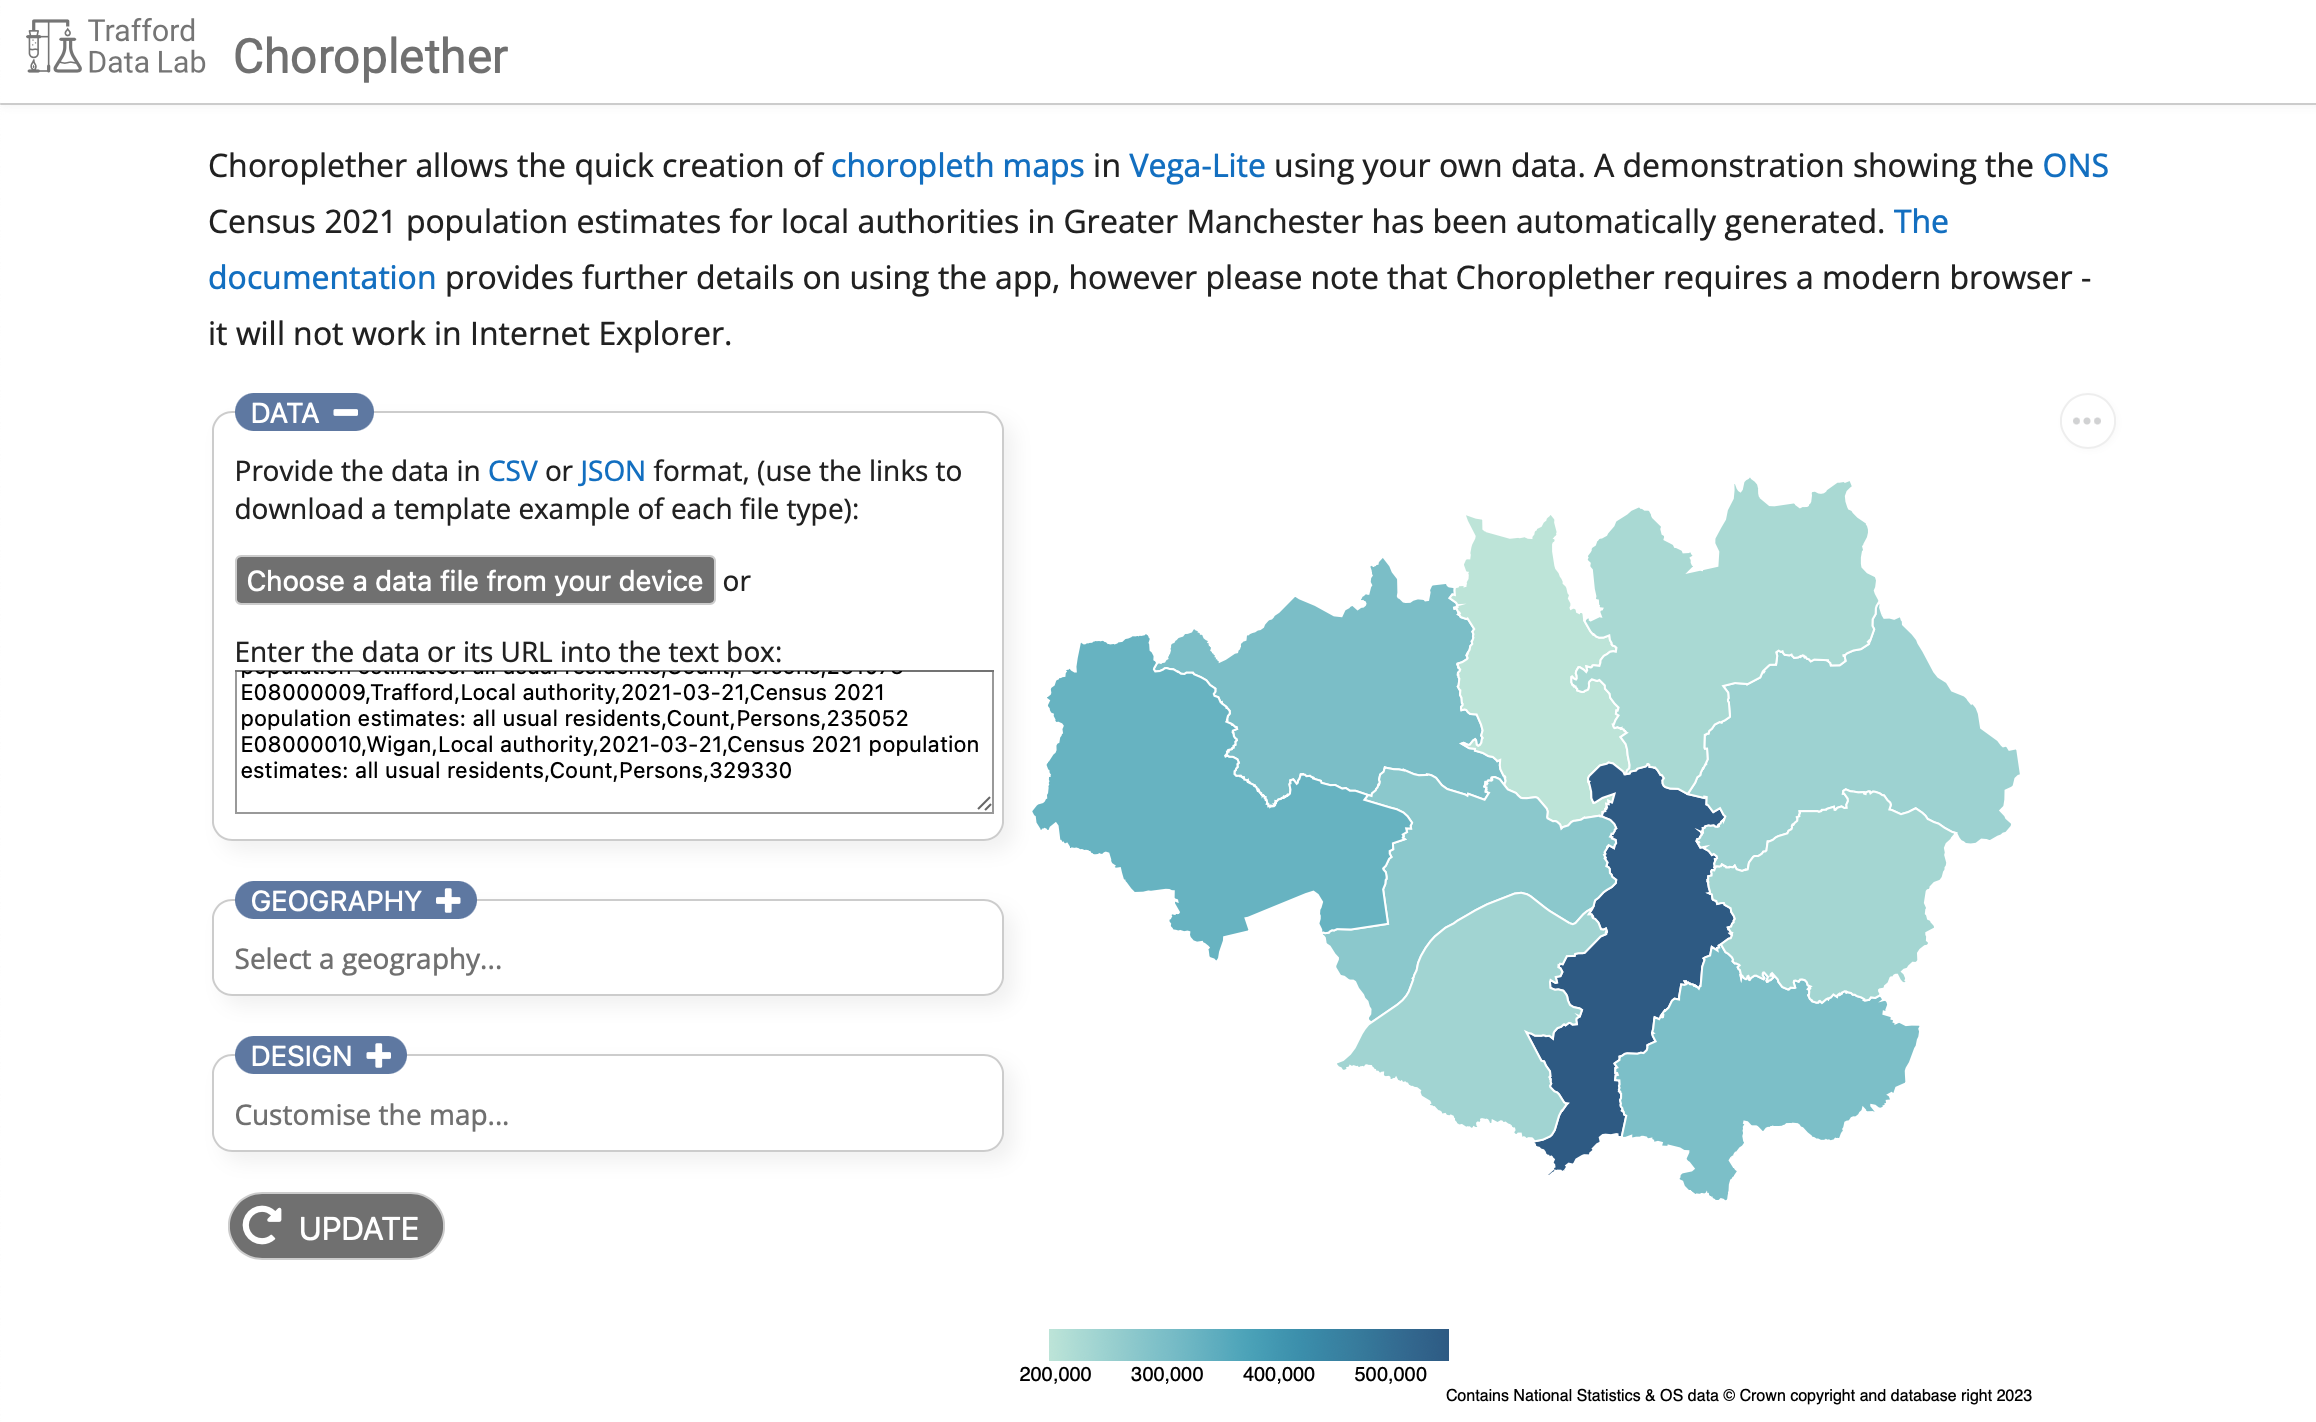 Trafford
Data Lab
Choroplether
Choroplether allows the quick creation of choropleth maps in Vega-Lite using your own data. A demonstration showing the ONS
Census 2021 population estimates for local authorities in Greater Manchester has been automatically generated. The
documentation provides further details on using the app, however please note that Choroplether requires a modern browser -
it will not work in Internet Explorer.
DATA
Provide the data in CSV or JSON format, (use the links to
download a template example of each file type):
Choose a data file from your device or
Enter the data or its URL into the text box:
population estimates: all usual residents,Count,Persons,
E08000009,Trafford,Local authority,2021-03-21,Census 2021
population estimates: all usual residents,Count,Persons,235052
E08000010,Wigan,Local authority,2021-03-21,Census 2021 population
estimates: all usual residents,Count,Persons,329330
GEOGRAPHY
Select a geography...
DESIGN
Customise the map...
UPDATE
200,000 300,000 400,000 500,000
Contains National Statistics & OS data © Crown copyright and database right 2023